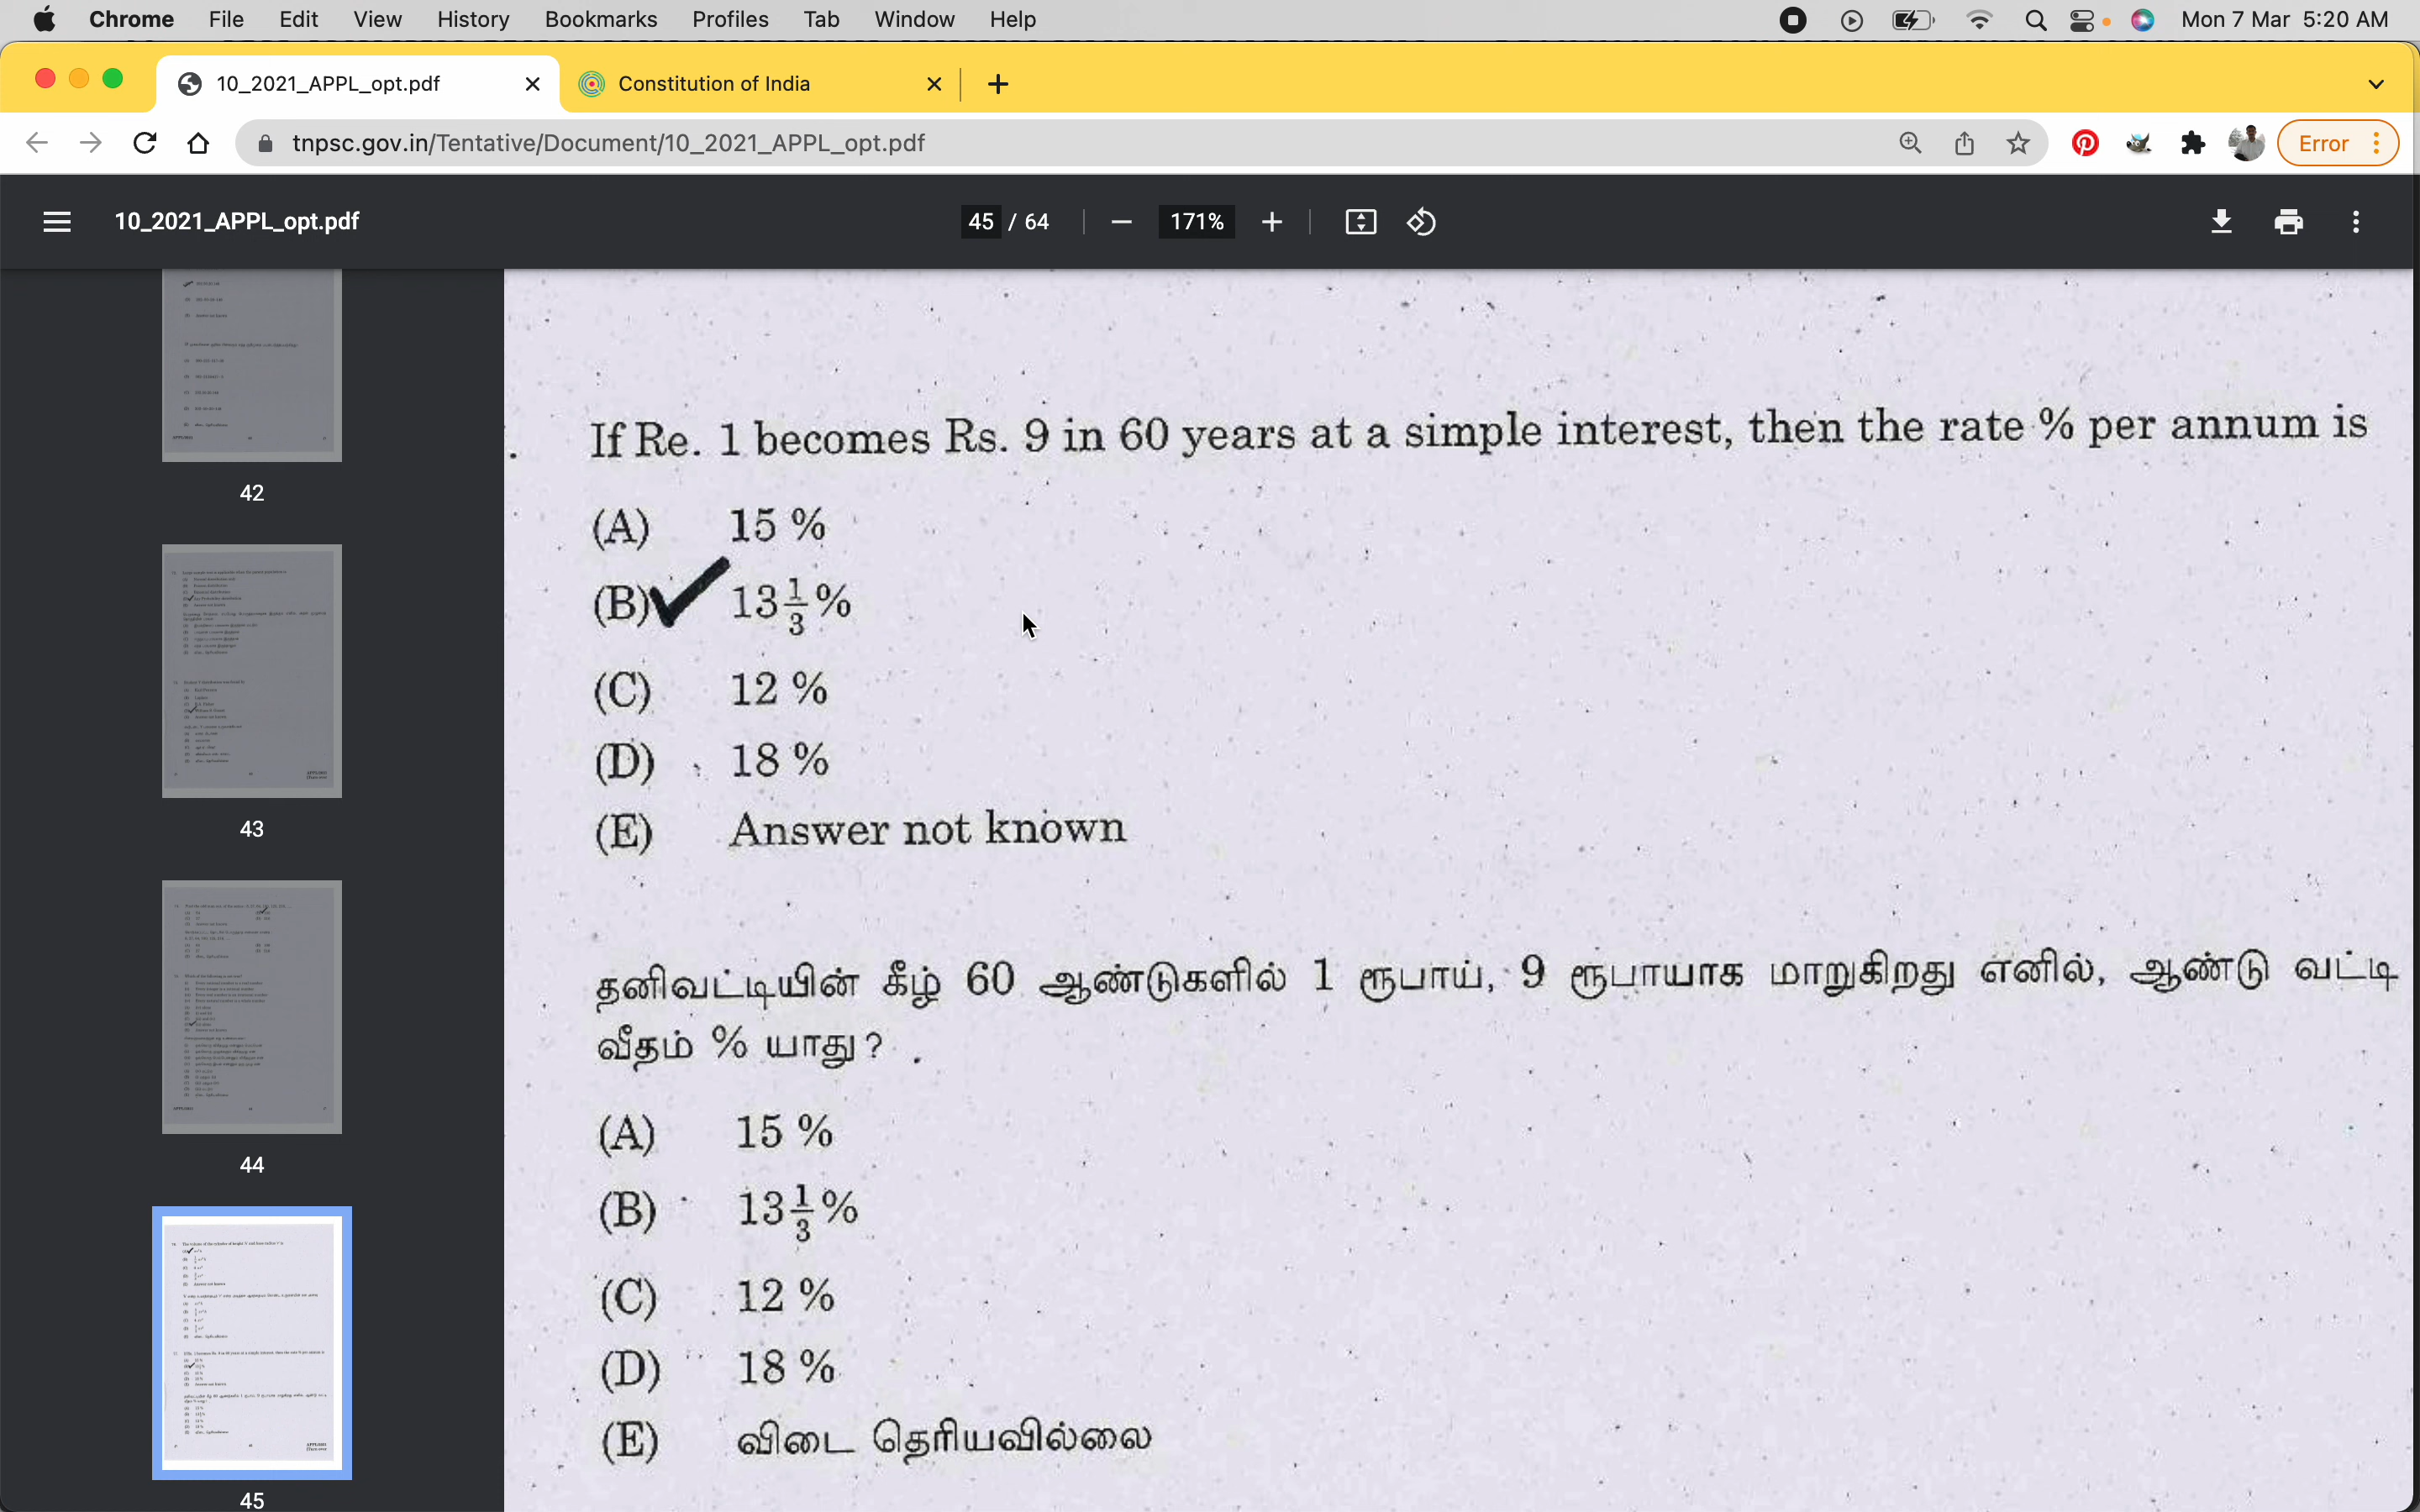 Chrome File Edit View History Bookmarks Profiles Tab Window Help Mon 7 Mar 5:20 AM
10_2021_APPL_opt.pdf Constitution of India
tnpsc.gov.in/Tentative/Document/10_2021_APPL_opt.pdf Error
10_2021_APPL_opt.pdf 45 / 64 171%
42
43
44
45
If Re. 1 becomes Rs. 9 in 60 years at a simple interest, then the rate % per annum is
(A) 15 %
(B) 13 1/3 %
(C) 12 %
(D) 18 %
(E) Answer not known
தனிவட்டியின் கீழ் 60 ஆண்டுகளில் 1 ரூபாய், 9 ரூபாயாக மாறுகிறது எனில், ஆண்டு வட்டி
வீதம் % யாது?
(A) 15 %
(B) 13 1/3 %
(C) 12 %
(D) 18 %
(E) விடை தெரியவில்லை